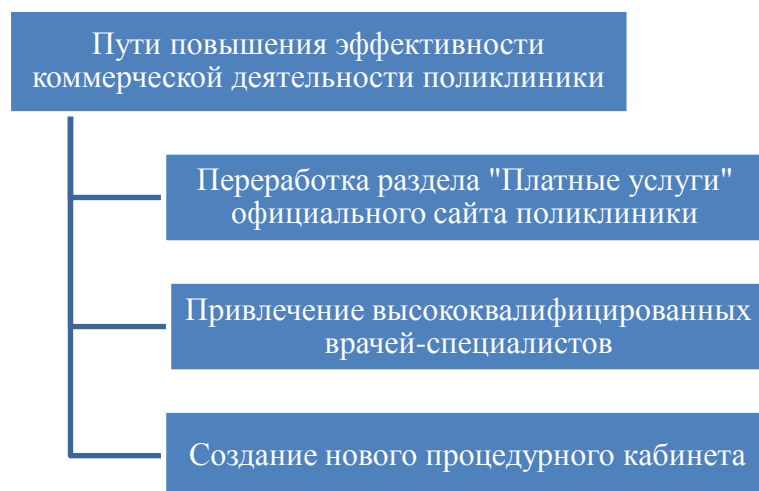 Пути повышения эффективности
коммерческой деятельности поликлиники
Переработка раздела "Платные услуги"
официального сайта поликлиники
Привлечение высококвалифицированных
врачей-специалистов
Создание нового процедурного кабинета